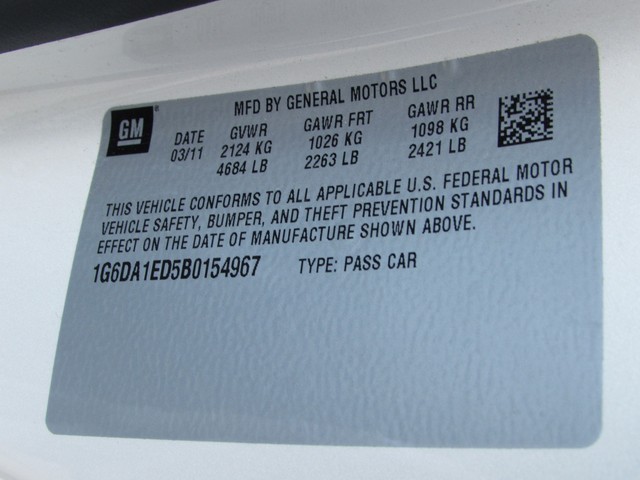 MFD BY GENERAL MOTORS LLC
GM
DATE GVWR GAWR FRT GAWR RR
03/11 2124 KG 1026 KG 1098 KG
4684 LB 2263 LB 2421 LB
THIS VEHICLE CONFORMS TO ALL APPLICABLE U.S. FEDERAL MOTOR
VEHICLE SAFETY, BUMPER, AND THEFT PREVENTION STANDARDS IN
EFFECT ON THE DATE OF MANUFACTURE SHOWN ABOVE.
1G6DA1ED5B0154967 TYPE: PASS CAR